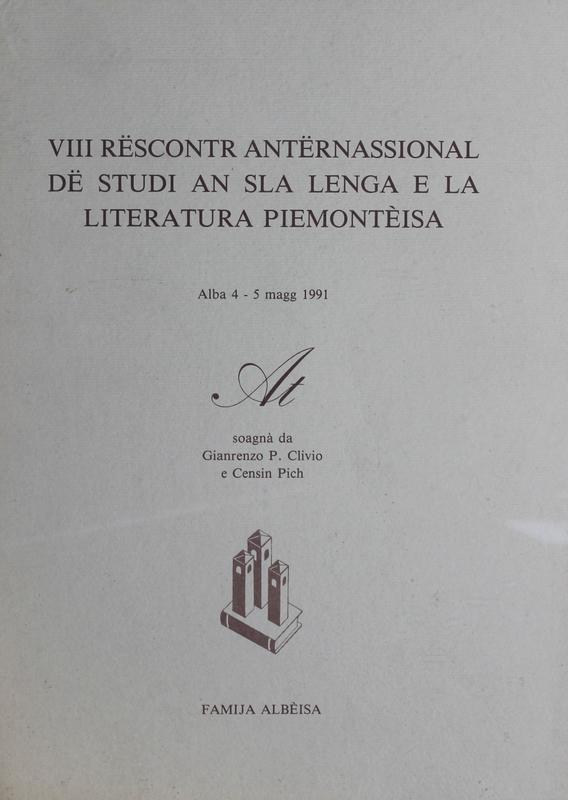 VIII RËSCONTR ANTËRNASSIONAL
DË STUDI AN SLA LENGA E LA
LITERATURA PIEMONTÈISA
Alba 4 - 5 magg 1991
At
soagnà da
Gianrenzo P. Clivio
e Censin Pich
FAMIJA ALBÈISA